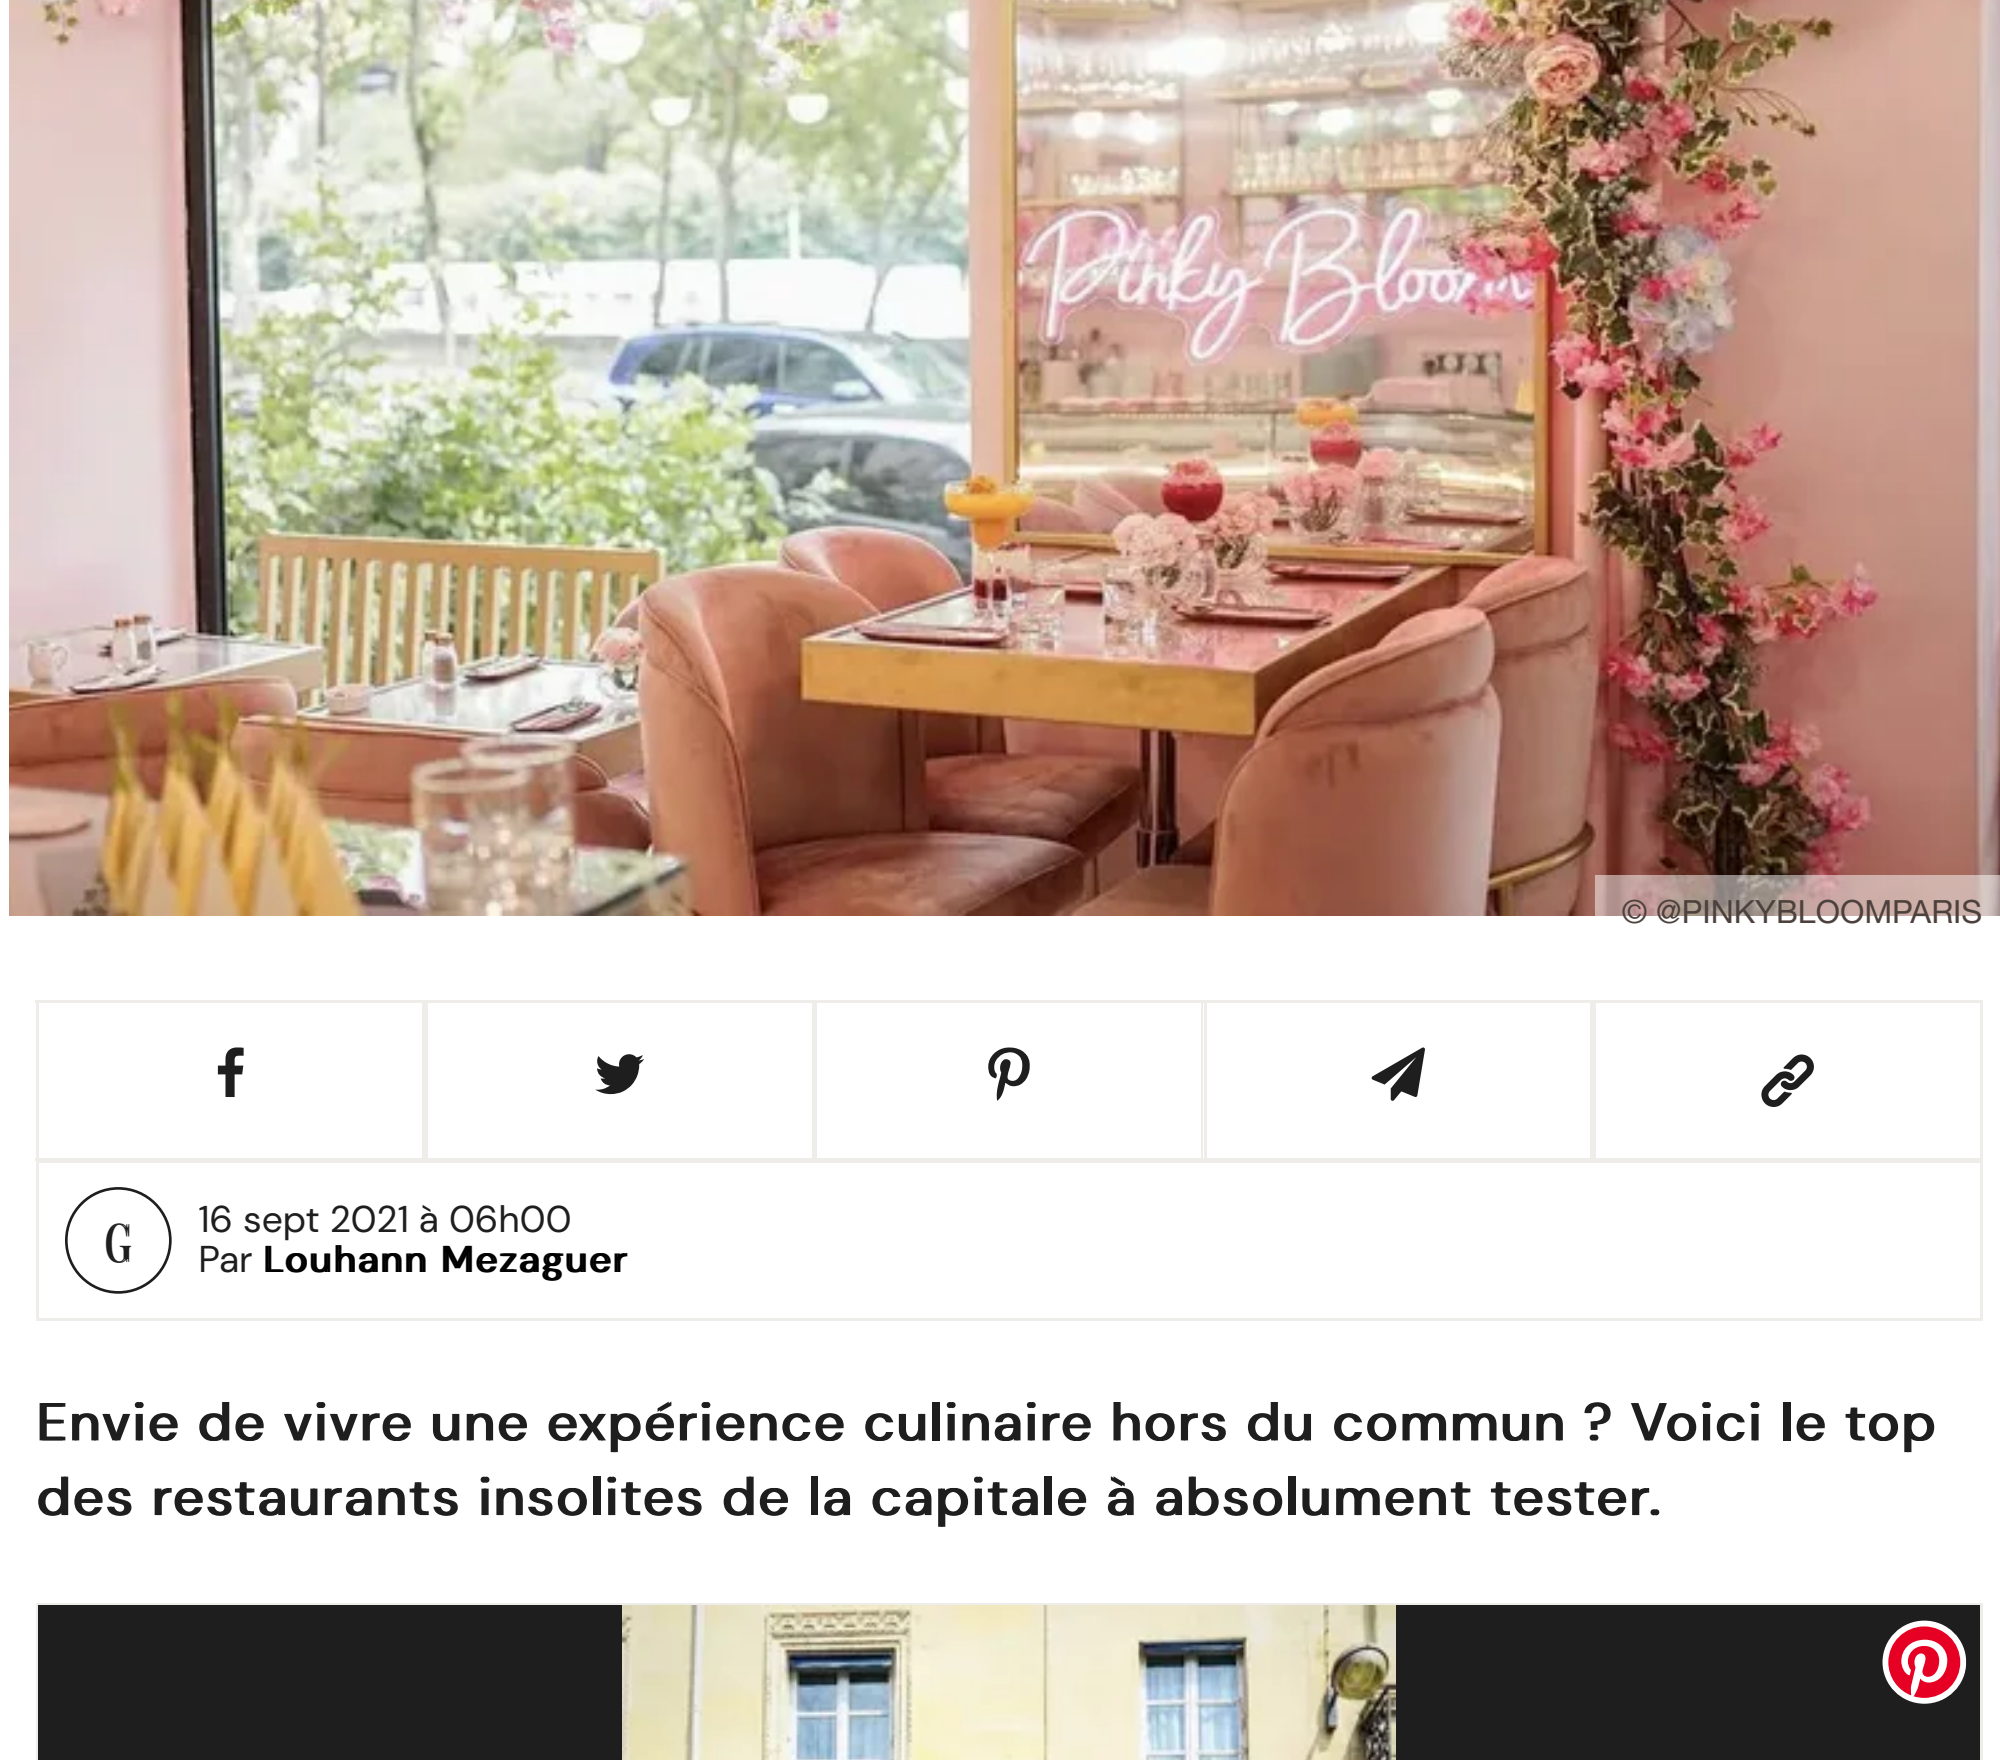 Pinky Bloom
© @PINKYBLOOMPARIS
G
16 sept 2021 à 06h00
Par Louhann Mezaguer
Envie de vivre une expérience culinaire hors du commun ? Voici le top
des restaurants insolites de la capitale à absolument tester.